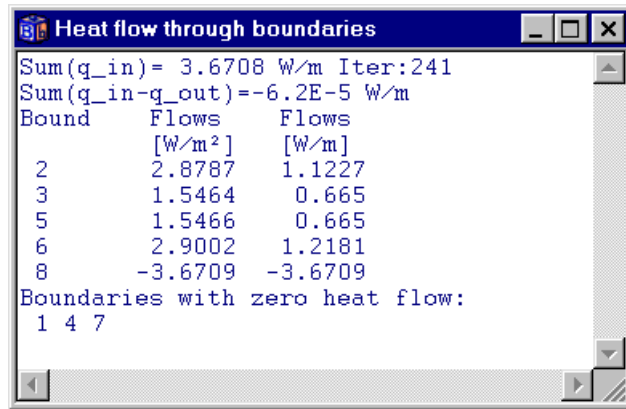 Heat flow through boundaries
Sum(q_in)= 3.6708 W/m Iter:241
Sum(q_in-q_out)=-6.2E-5 W/m
Bound Flows Flows
[W/m²] [W/m]
2 2.8787 1.1227
3 1.5464 0.665
5 1.5466 0.665
6 2.9002 1.2181
8 -3.6709 -3.6709
Boundaries with zero heat flow:
1 4 7